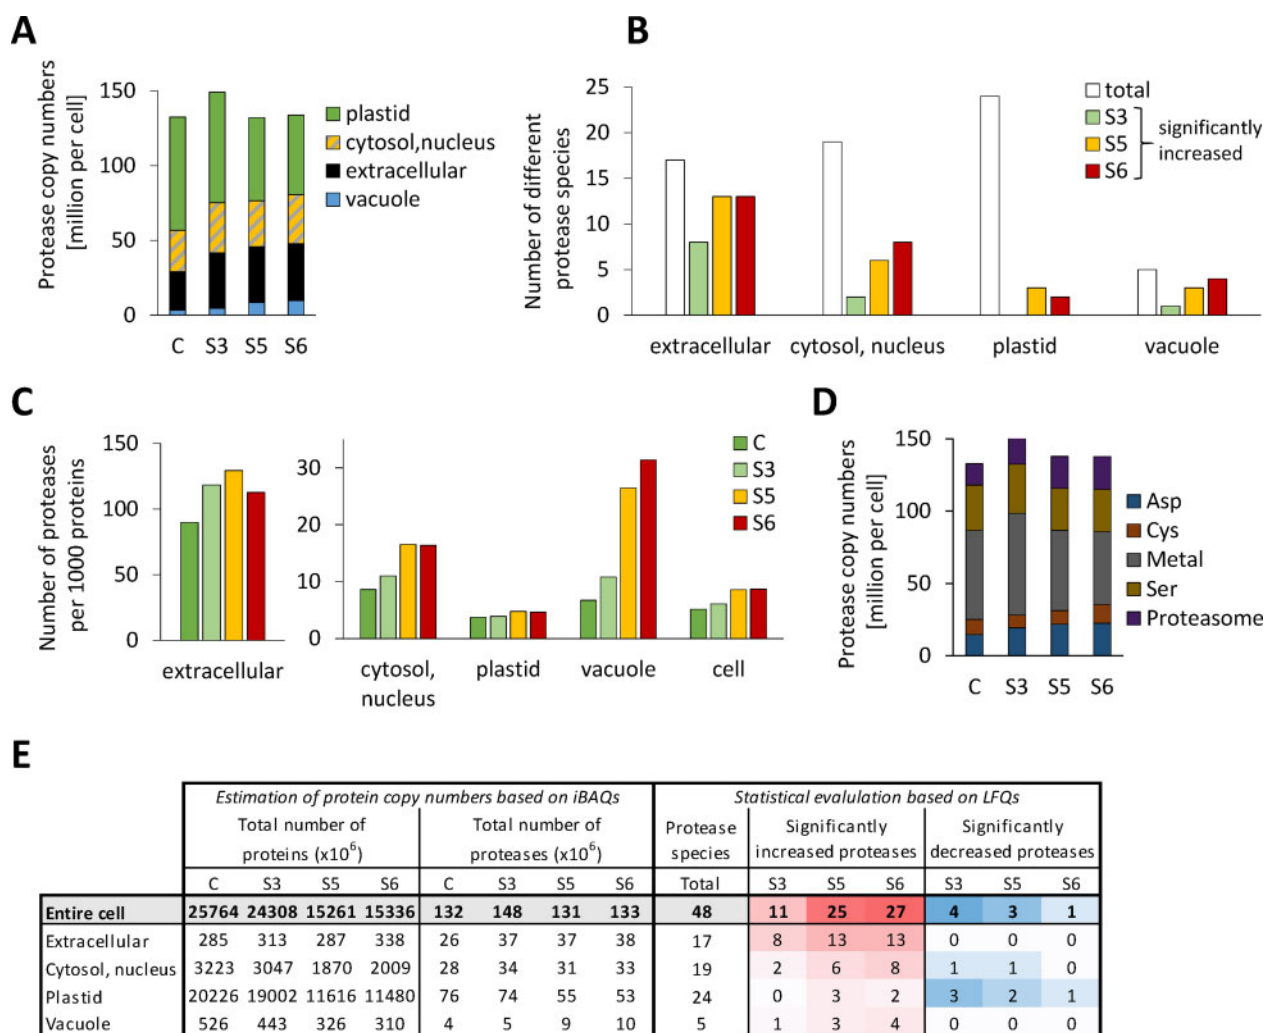 A
Protease copy numbers
[million per cell]
150
100
50
0
C S3 S5 S6
plastid
cytosol,nucleus
extracellular
vacuole
B
Number of different
protease species
25
20
15
10
5
0
extracellular cytosol, nucleus plastid vacuole
total
S3
S5
S6
significantly
increased
C
Number of proteases
per 1000 proteins
150
100
50
0
extracellular
30
20
10
0
cytosol, plastid vacuole cell
nucleus
C
S3
S5
S6
D
Protease copy numbers
[million per cell]
150
100
50
0
C S3 S5 S6
Asp
Cys
Metal
Ser
Proteasome
E
Estimation of protein copy numbers based on iBAQs Statistical evalulation based on LFQs
Total number of Total number of Protease Significantly Significantly
proteins (x10⁶) proteases (x10⁶) species increased proteases decreased proteases
C S3 S5 S6 C S3 S5 S6 Total S3 S5 S6 S3 S5 S6
Entire cell 25764 24308 15261 15336 132 148 131 133 48 11 25 27 4 3 1
Extracellular 285 313 287 338 26 37 37 38 17 8 13 13 0 0 0
Cytosol, nucleus 3223 3047 1870 2009 28 34 31 33 19 2 6 8 1 1 0
Plastid 20226 19002 11616 11480 76 74 55 53 24 0 3 2 3 2 1
Vacuole 526 443 326 310 4 5 9 10 5 1 3 4 0 0 0